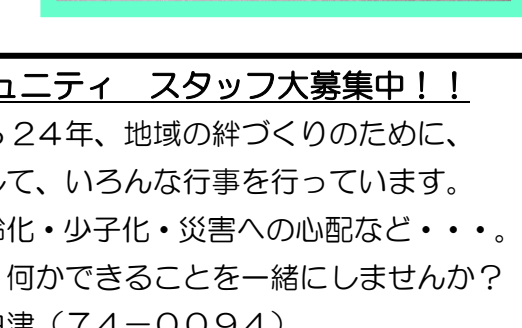 ュニティ　スタッフ大募集中！！
２４年、地域の絆づくりのために、
して、いろんな行事を行っています。
化・少子化・災害への心配など・・・。
何かできることを一緒にしませんか？
津（７４－００９４）